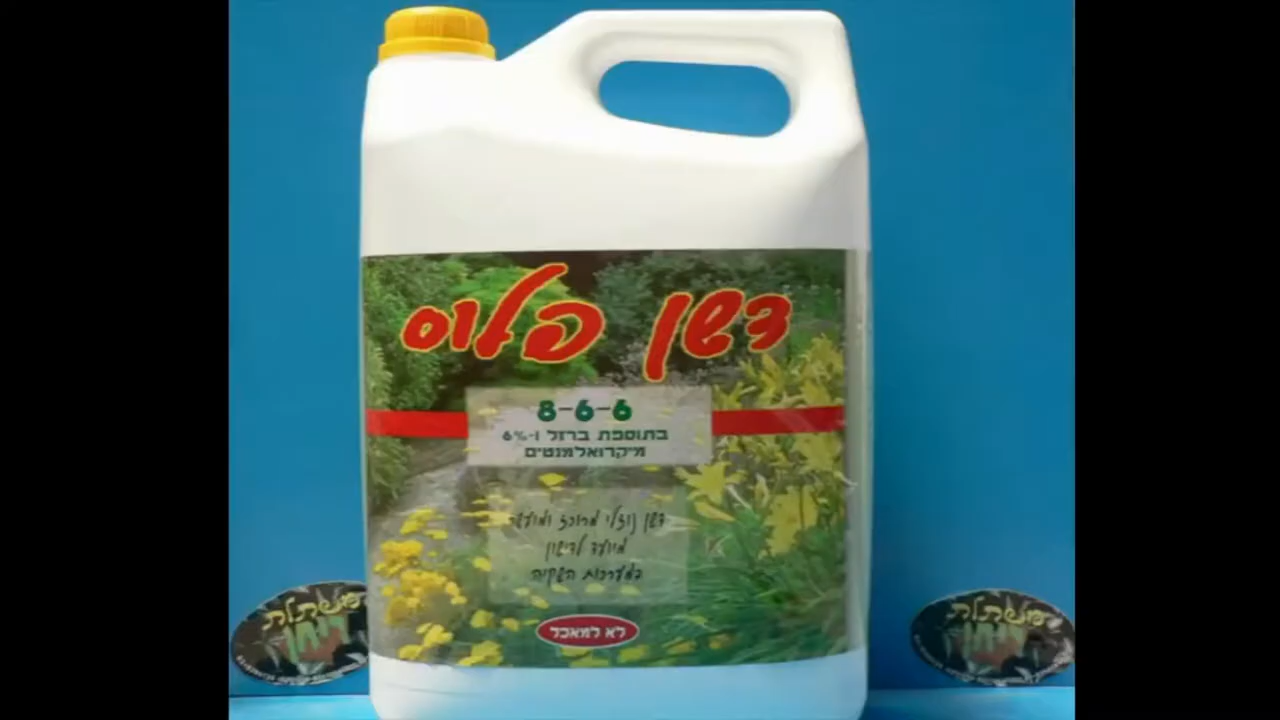 דשן פלוס
8-6-6
בתוספת ברזל ו-6%
מיקרואלמנטים
דשן נוזלי מרוכז ומועשר
מיועד לדישון
במערכות השקיה
לא למאכל
משתלת
משתלת